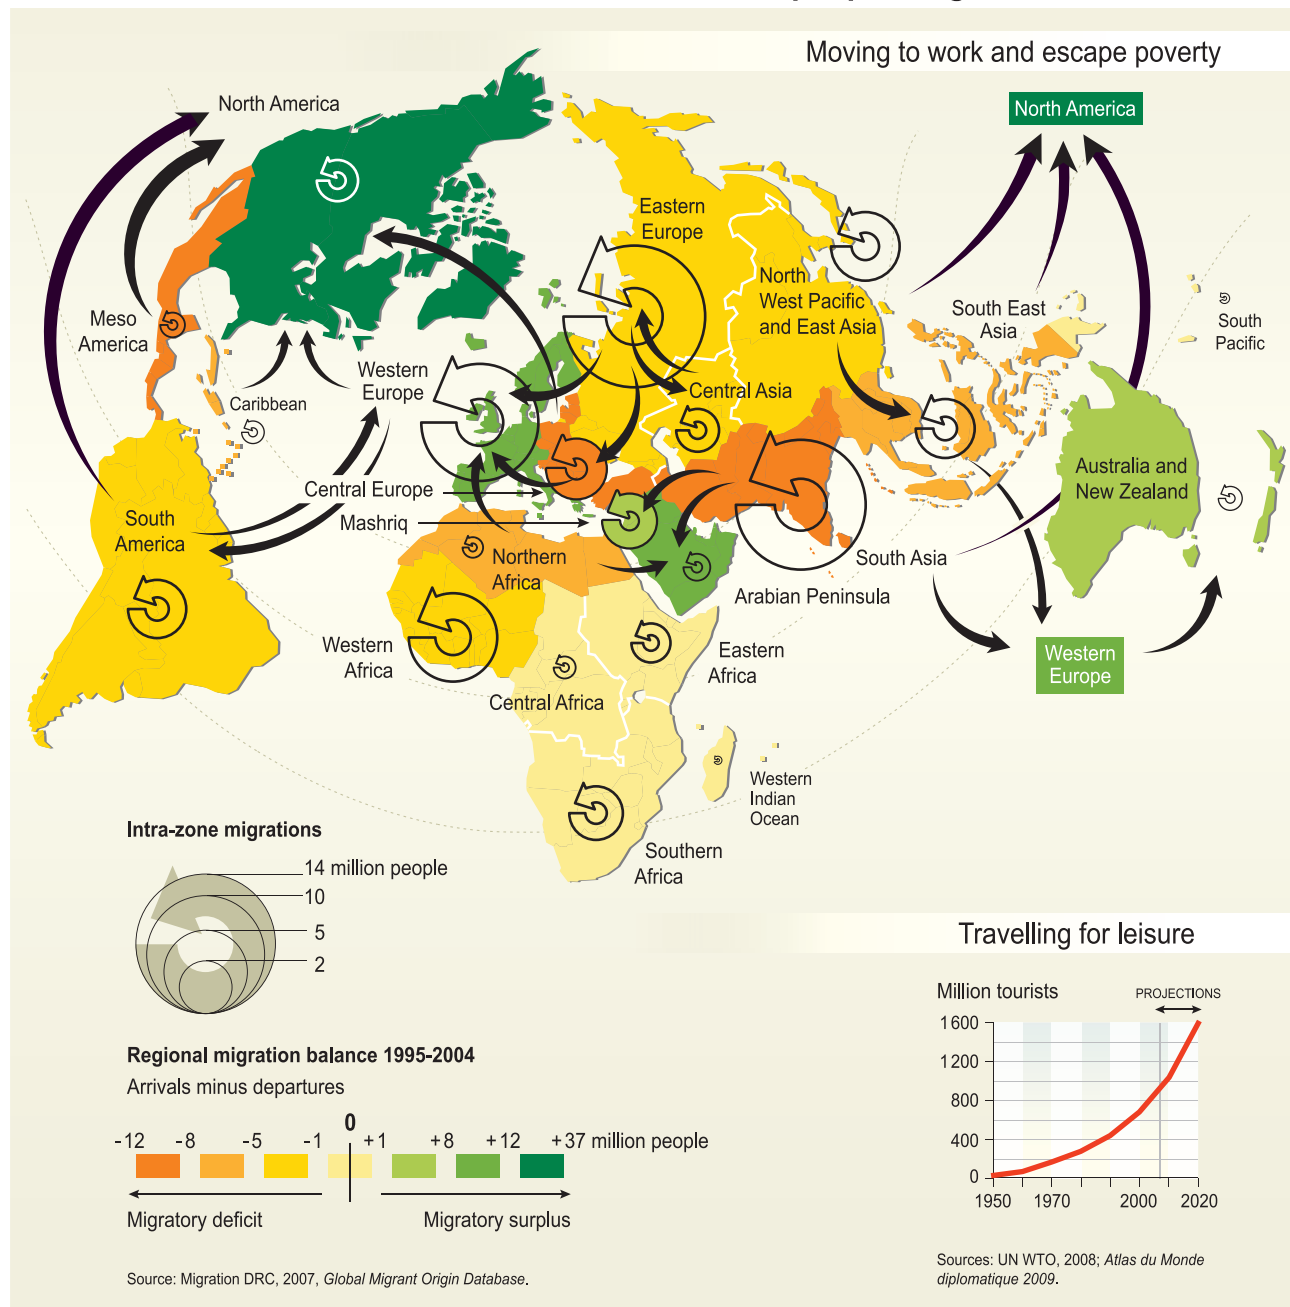 Moving to work and escape poverty
North America
North America
Eastern
Europe
North
West Pacific
and East Asia
South East
Asia
South
Pacific
Meso
America
Western
Europe
Central Asia
Caribbean
Australia and
New Zealand
Central Europe
Mashriq
South
America
Northern
Africa
South Asia
Arabian Peninsula
Western
Africa
Eastern
Africa
Western
Europe
Central Africa
Western
Indian
Ocean
Southern
Africa
Intra-zone migrations
14 million people
10
5
2
Regional migration balance 1995-2004
Arrivals minus departures
0
-12 -8 -5 -1 +1 +8 +12 +37 million people
Migratory deficit Migratory surplus
Source: Migration DRC, 2007, Global Migrant Origin Database.
Travelling for leisure
Million tourists
PROJECTIONS
1600
1200
800
400
0
1950 1970 2000 2020
Sources: UN WTO, 2008; Atlas du Monde
diplomatique 2009.